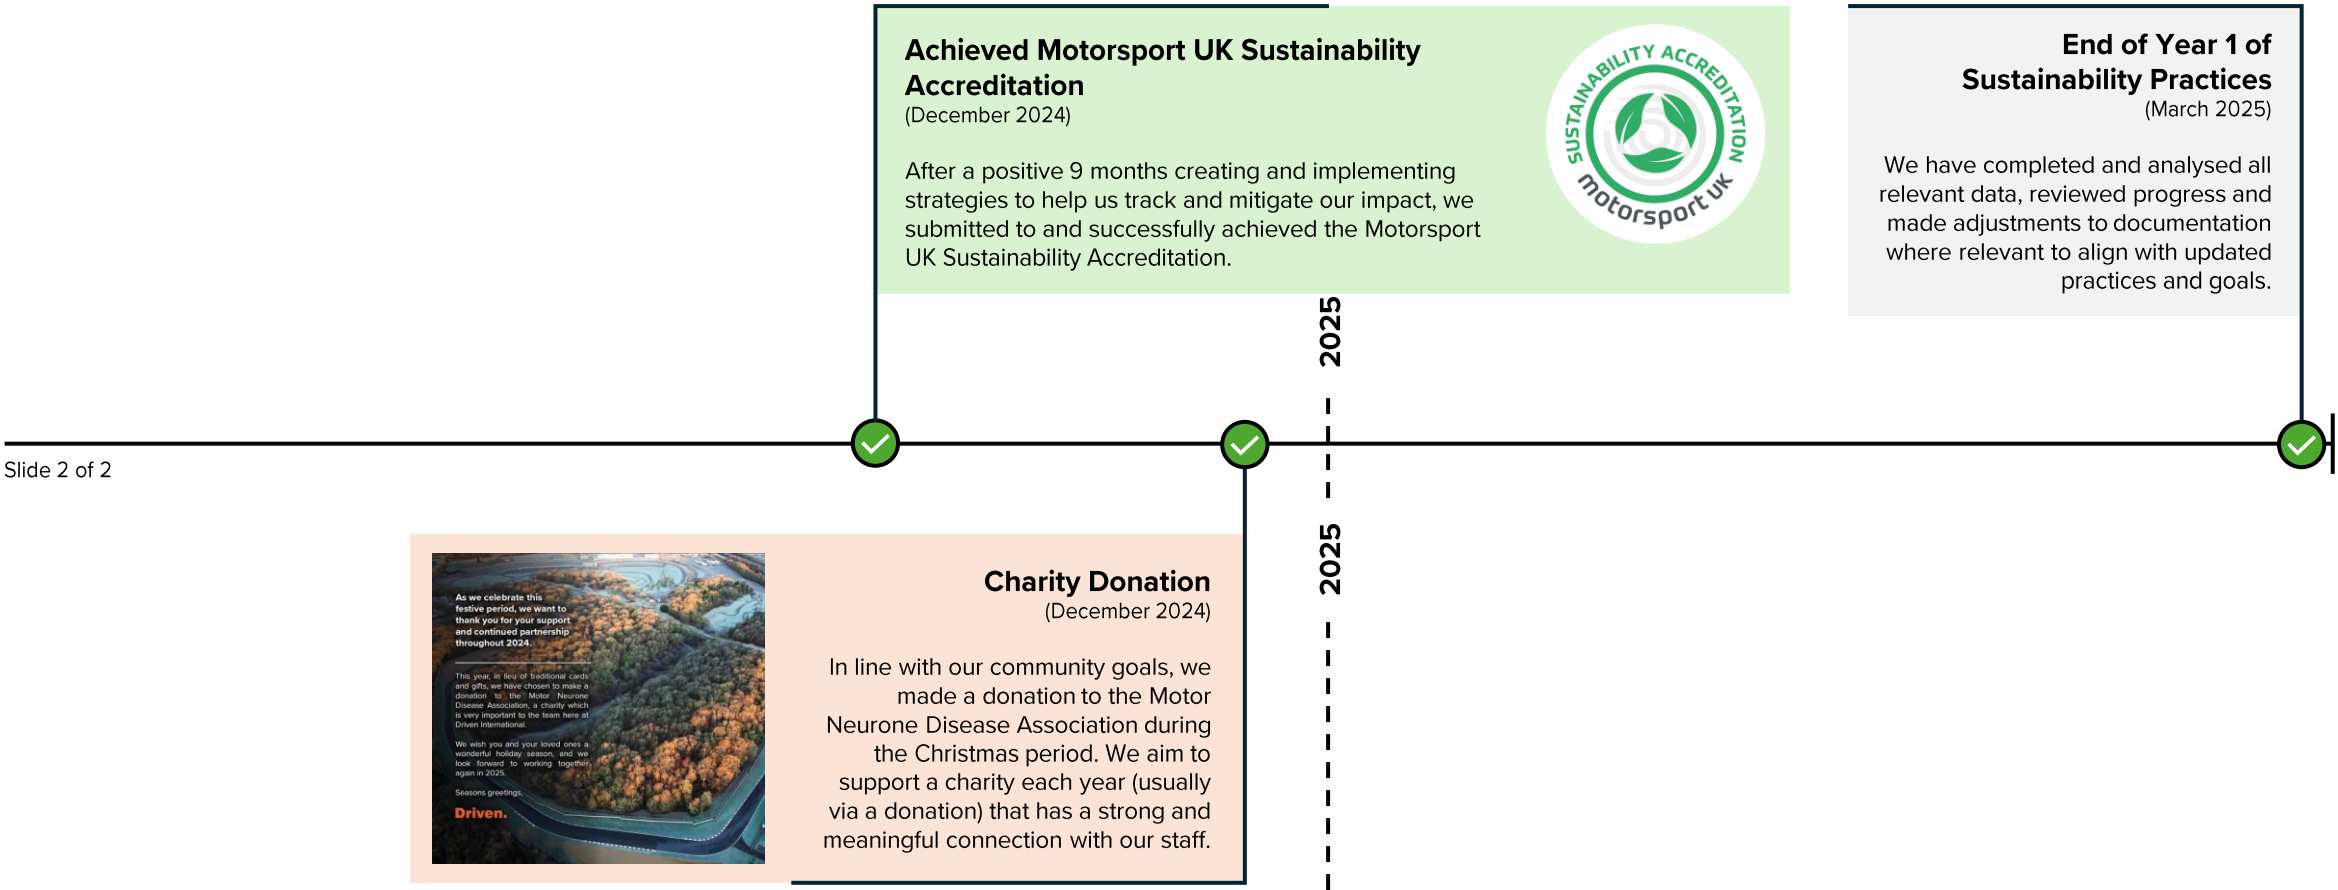 Achieved Motorsport UK Sustainability
Accreditation
(December 2024)
After a positive 9 months creating and implementing
strategies to help us track and mitigate our impact, we
submitted to and successfully achieved the Motorsport
UK Sustainability Accreditation.
SUSTAINABILITY ACCREDITATION
motorsport UK
End of Year 1 of
Sustainability Practices
(March 2025)
We have completed and analysed all
relevant data, reviewed progress and
made adjustments to documentation
where relevant to align with updated
practices and goals.
2025
Slide 2 of 2
2025
As we celebrate this
festive period, we want to
thank you for your support
and continued partnership
throughout 2024.
This year, in lieu of traditional cards
and gifts, we have chosen to make a
donation to the Motor Neurone
Disease Association, a charity which
is very important to the team here at
Driven International.
We wish you and your loved ones a
wonderful holiday season, and we
look forward to working together
again in 2025.
Seasons greetings,
Driven.
Charity Donation
(December 2024)
In line with our community goals, we
made a donation to the Motor
Neurone Disease Association during
the Christmas period. We aim to
support a charity each year (usually
via a donation) that has a strong and
meaningful connection with our staff.